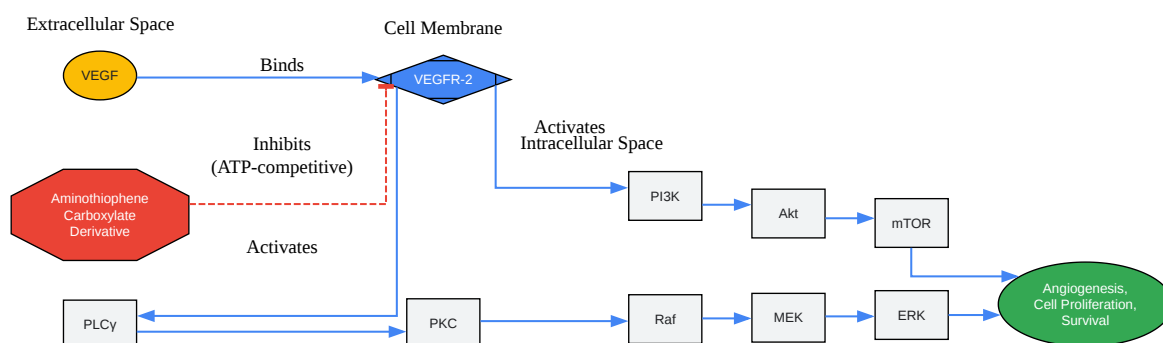 Extracellular Space
Cell Membrane
VEGF
Binds
VEGFR-2
Activates
Intracellular Space
Inhibits
(ATP-competitive)
Aminothiophene
Carboxylate
Derivative
PI3K
Akt
mTOR
Activates
PLCγ
PKC
Raf
MEK
ERK
Angiogenesis,
Cell Proliferation,
Survival